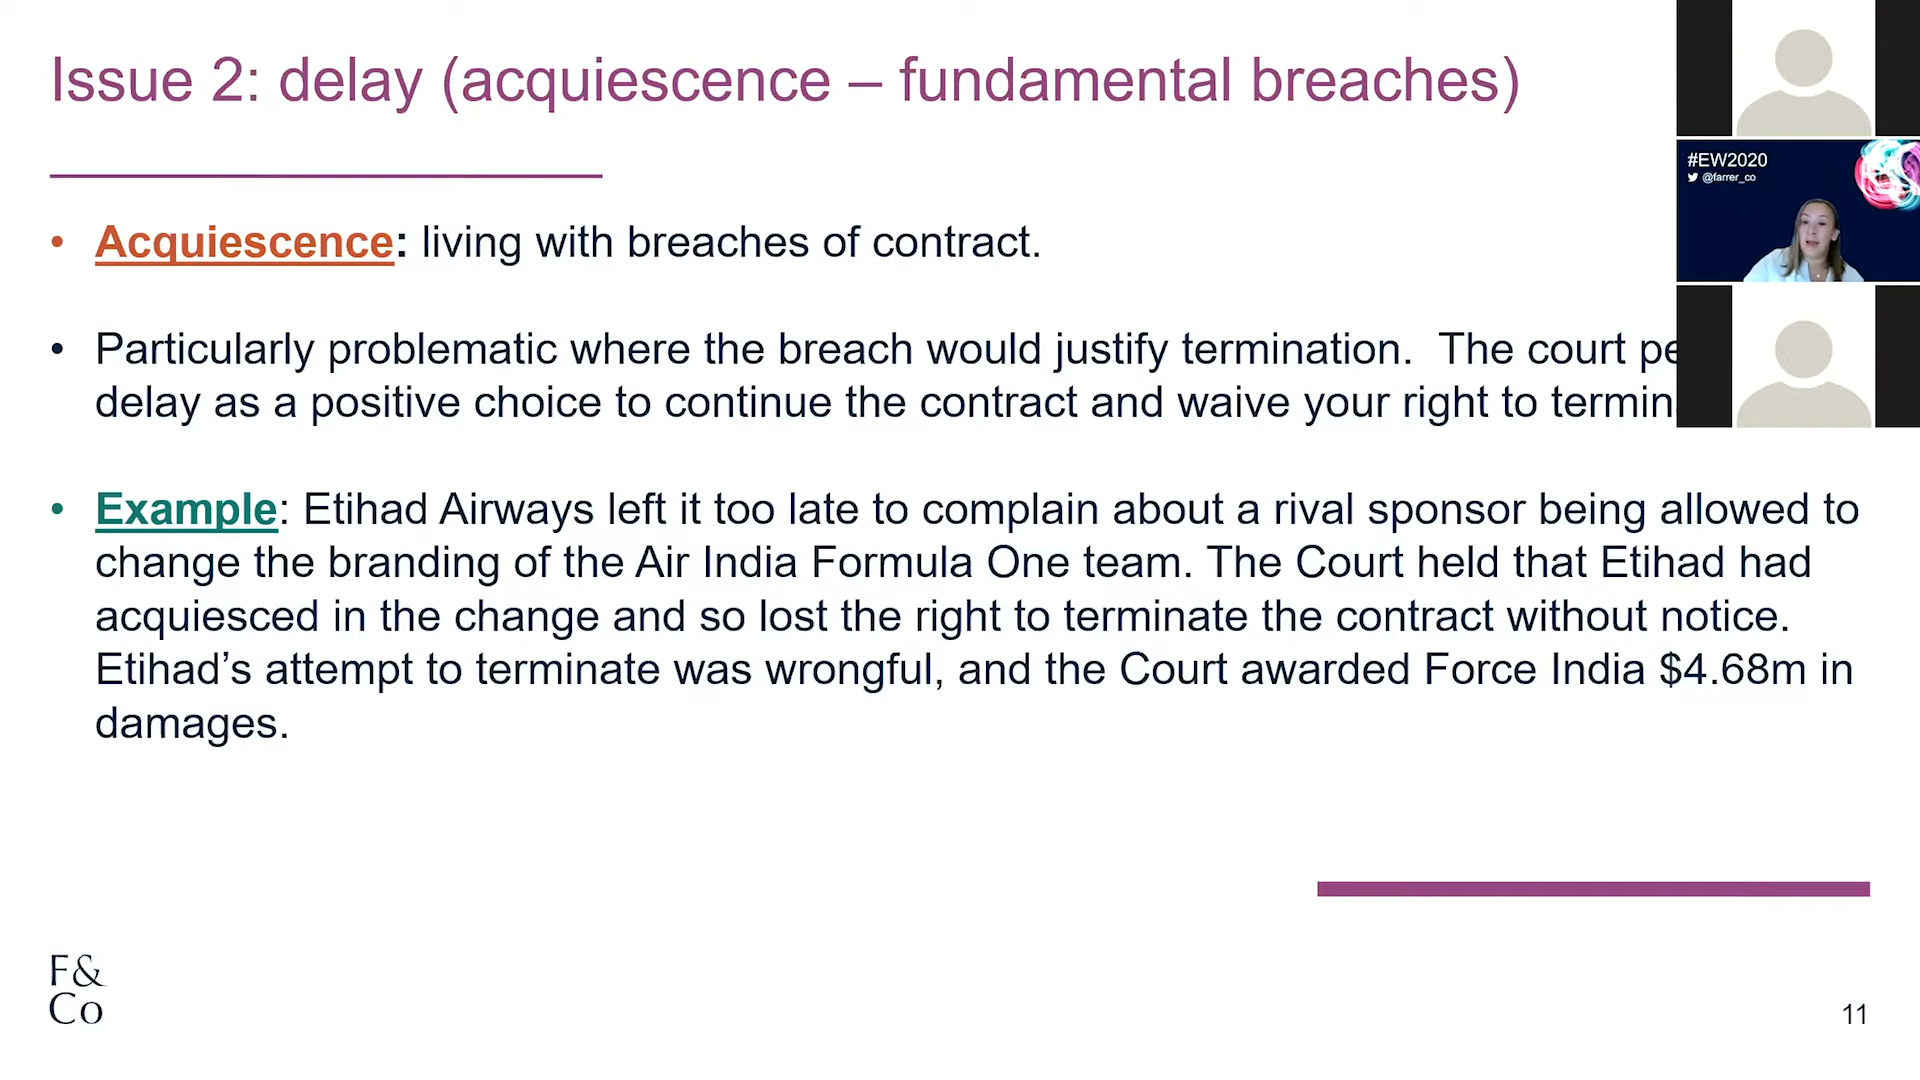 Issue 2: delay (acquiescence – fundamental breaches)
#EW2020
@farrer_co
• Acquiescence: living with breaches of contract.
• Particularly problematic where the breach would justify termination. The court
delay as a positive choice to continue the contract and waive your right to
• Example: Etihad Airways left it too late to complain about a rival sponsor being allowed to
change the branding of the Air India Formula One team. The Court held that Etihad had
acquiesced in the change and so lost the right to terminate the contract without notice.
Etihad’s attempt to terminate was wrongful, and the Court awarded Force India $4.68m in
damages.
F&
Co
11